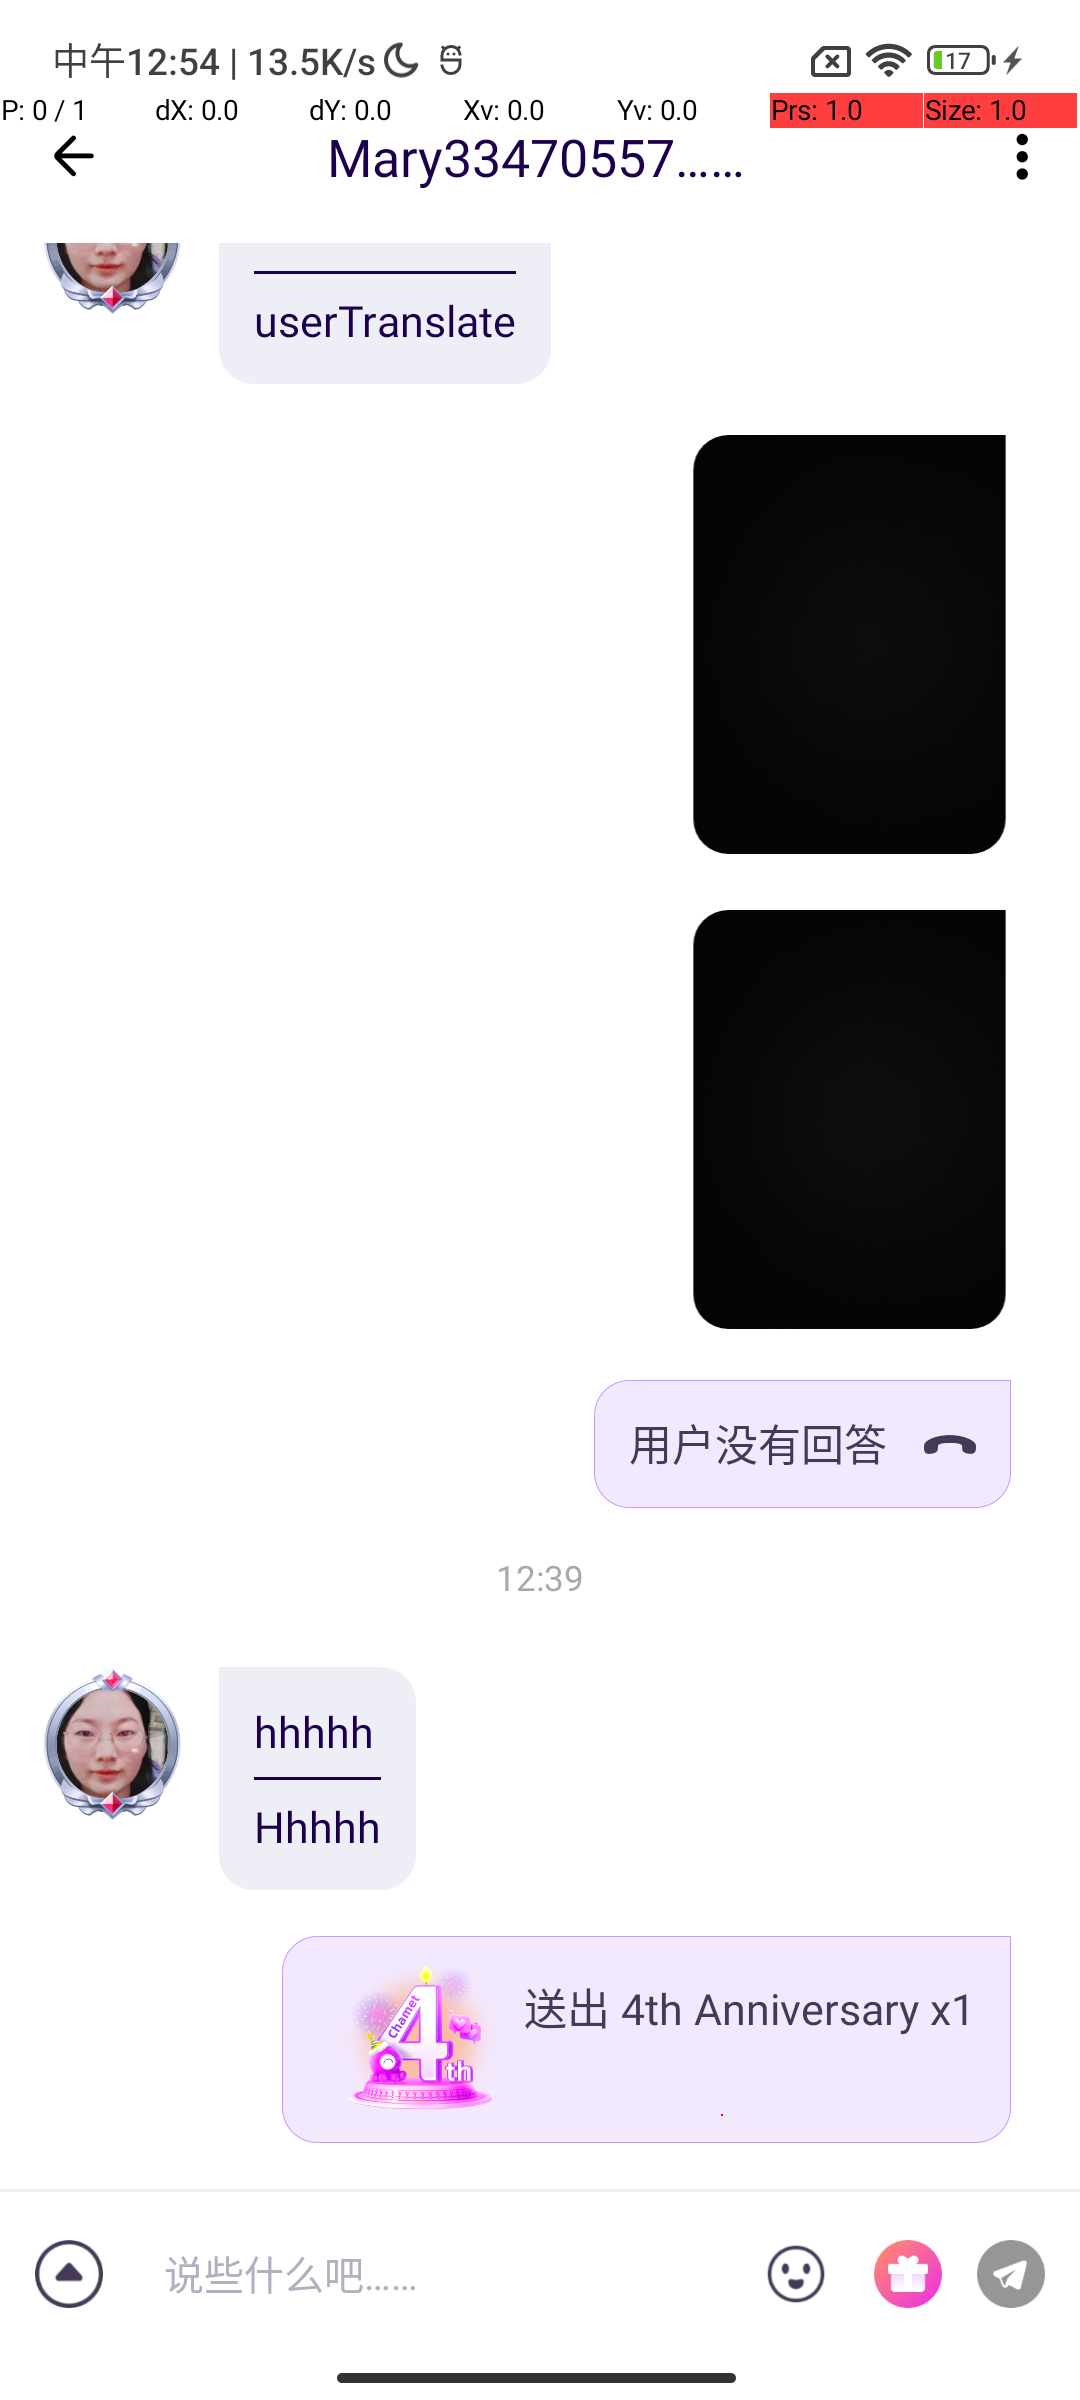 中午12:54 | 13.5K/s
17
P: 0 / 1 dX: 0.0 dY: 0.0 Xv: 0.0 Yv: 0.0 Prs: 1.0 Size: 1.0
Mary33470557......
userTranslate
用户没有回答
12:39
hhhhh
Hhhhh
Chamet
4th
送出 4th Anniversary x1
说些什么吧......